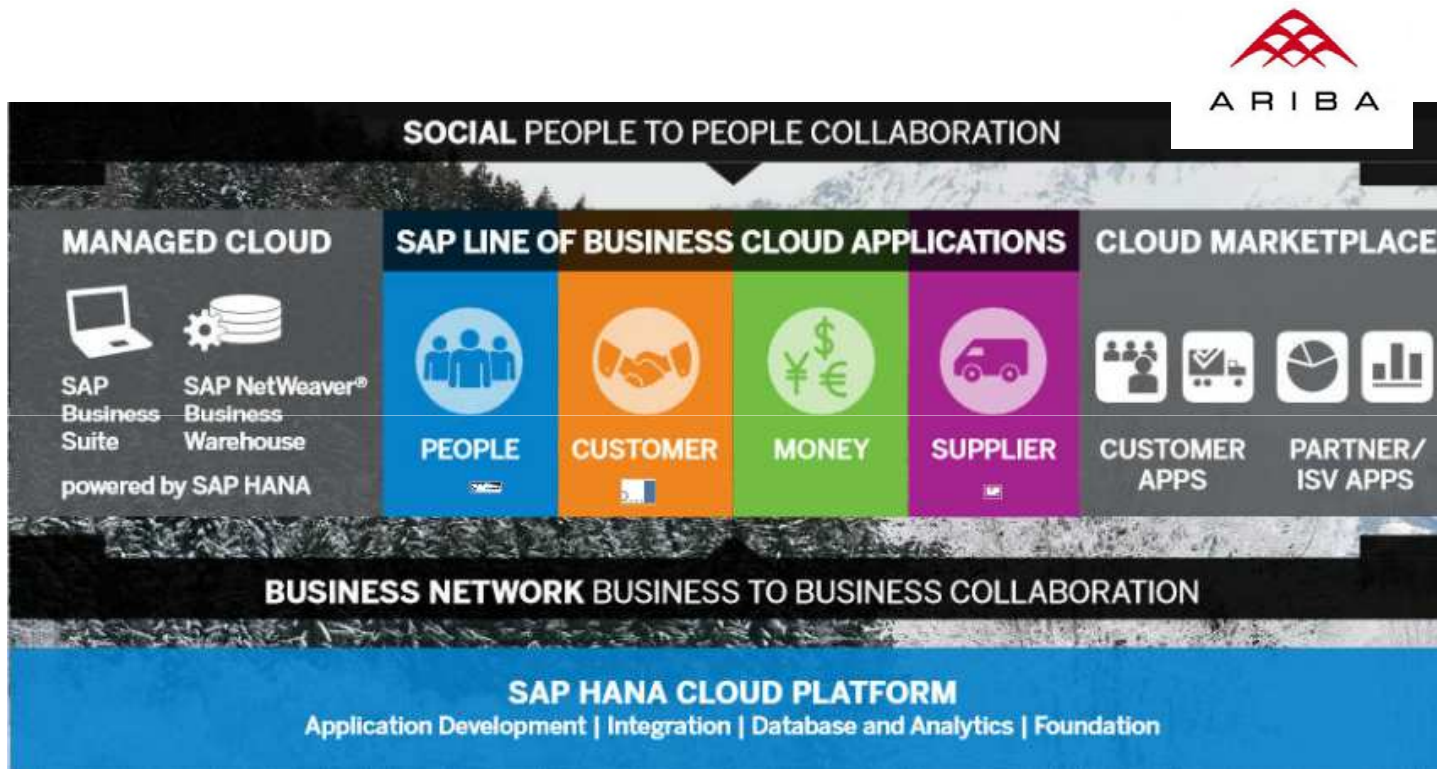 ARIBA
SOCIAL PEOPLE TO PEOPLE COLLABORATION
MANAGED CLOUD
SAP
Business
Suite
SAP NetWeaver®
Business
Warehouse
powered by SAP HANA
SAP LINE OF BUSINESS CLOUD APPLICATIONS
PEOPLE
CUSTOMER
MONEY
SUPPLIER
CLOUD MARKETPLACE
CUSTOMER
APPS
PARTNER/
ISV APPS
BUSINESS NETWORK BUSINESS TO BUSINESS COLLABORATION
SAP HANA CLOUD PLATFORM
Application Development | Integration | Database and Analytics | Foundation